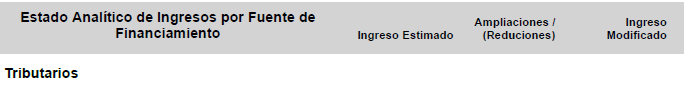 Estado Analítico de Ingresos por Fuente de
Financiamiento
Ingreso Estimado
Ampliaciones /
(Reduciones)
Ingreso
Modificado
Tributarios